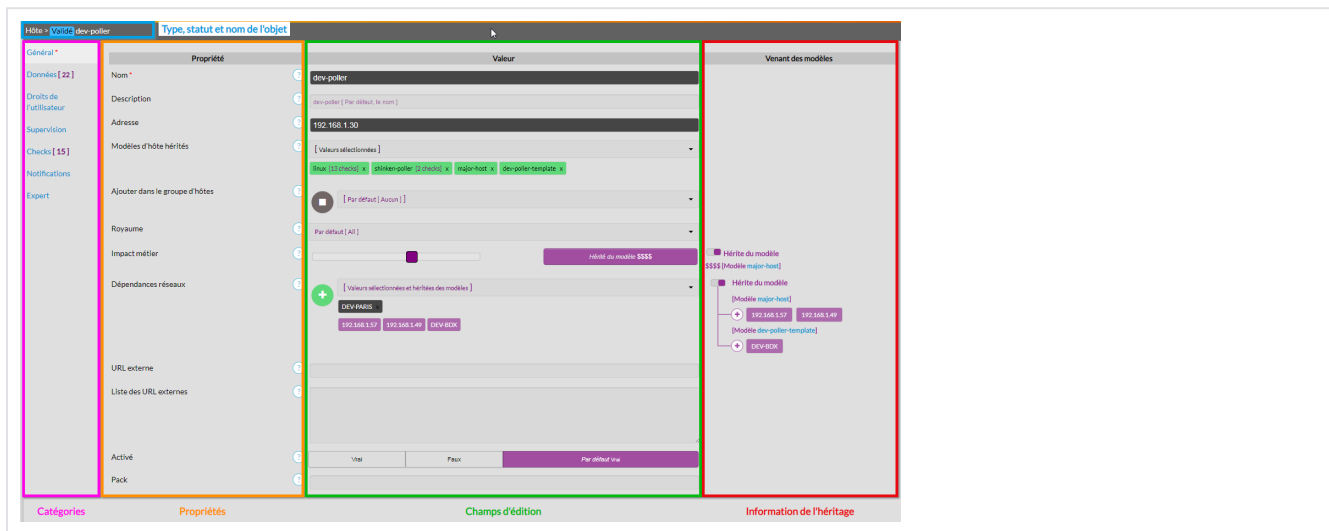 Hôte > Validé dev-poller
Type, statut et nom de l'objet
Général *
Données [ 22 ]
Droits de
l'utilisateur
Supervision
Checks [ 15 ]
Notifications
Expert
Propriété
Valeur
Venant des modèles
Nom *
?
dev-poller
Description
?
dev-poller [ Par défaut, le nom ]
Adresse
?
192.168.1.30
Modèles d'hôte hérités
?
[ Valeurs sélectionnées ]
linux [13 checks] x shinken-poller [2 checks] x major-host x dev-poller-template x
Ajouter dans le groupe d'hôtes
?
[ Par défaut [ Aucun ] ]
Royaume
?
Par défaut [ All ]
Impact métier
?
Hérité du modèle $$$$
Hérite du modèle
$$$$ [Modèle major-host]
Dépendances réseaux
?
[ Valeurs sélectionnées et héritées des modèles ]
DEV-PARIS
192.168.1.57 192.168.1.49 DEV-BDX
Hérite du modèle
[Modèle major-host]
192.168.1.57 192.168.1.49
[Modèle dev-poller-template]
DEV-BDX
URL externe
?
Liste des URL externes
?
Activé
?
Vrai Faux Par défaut Vrai
Pack
?
Catégories
Propriétés
Champs d'édition
Information de l'héritage